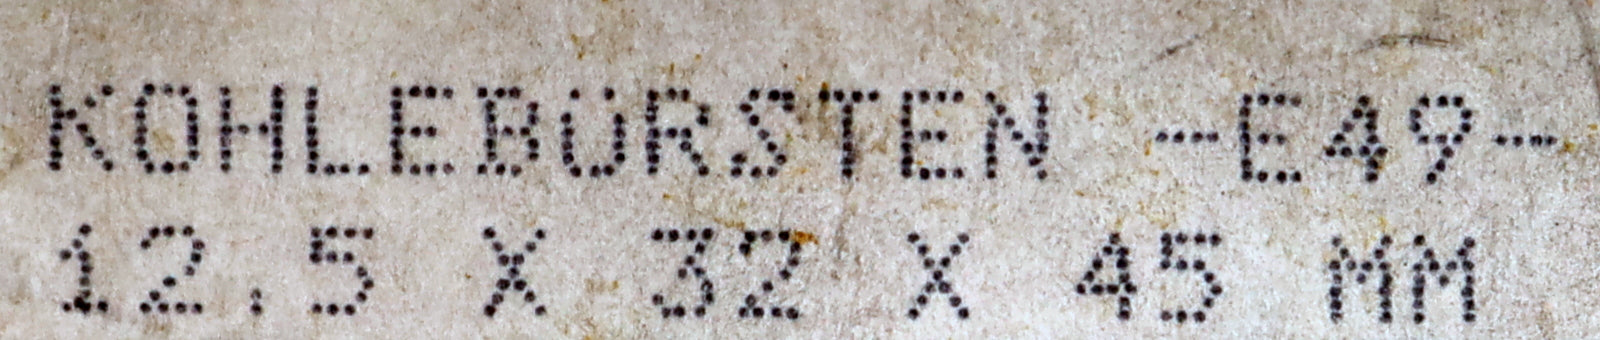 KOHLEBÜRSTEN -E49-
12.5 X 32 X 45 MM